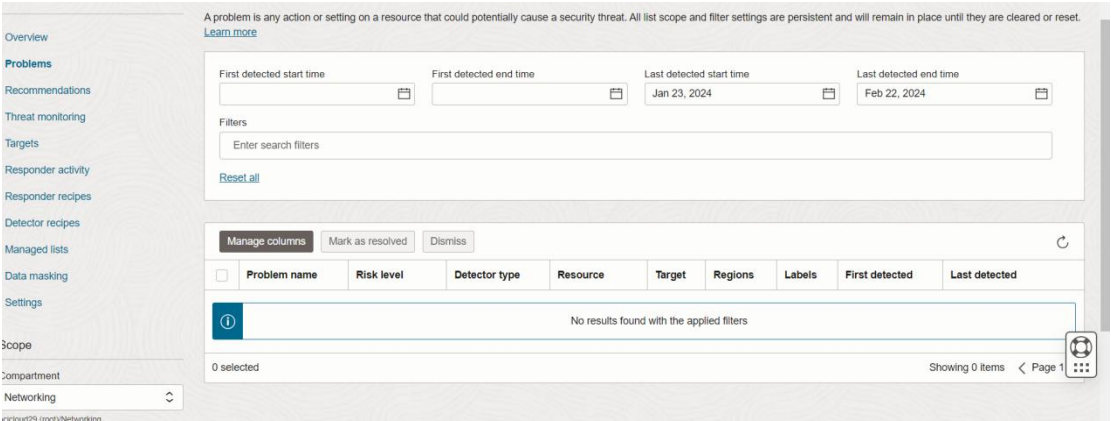 A problem is any action or setting on a resource that could potentially cause a security threat. All list scope and filter settings are persistent and will remain in place until they are cleared or reset.
Learn more
Overview
Problems
Recommendations
Threat monitoring
Targets
Responder activity
Responder recipes
Detector recipes
Managed lists
Data masking
Settings
Scope
Compartment
Networking
First detected start time
First detected end time
Last detected start time
Jan 23, 2024
Last detected end time
Feb 22, 2024
Filters
Enter search filters
Reset all
Manage columns Mark as resolved Dismiss
Problem name Risk level Detector type Resource Target Regions Labels First detected Last detected
No results found with the applied filters
0 selected
Showing 0 items < Page 1